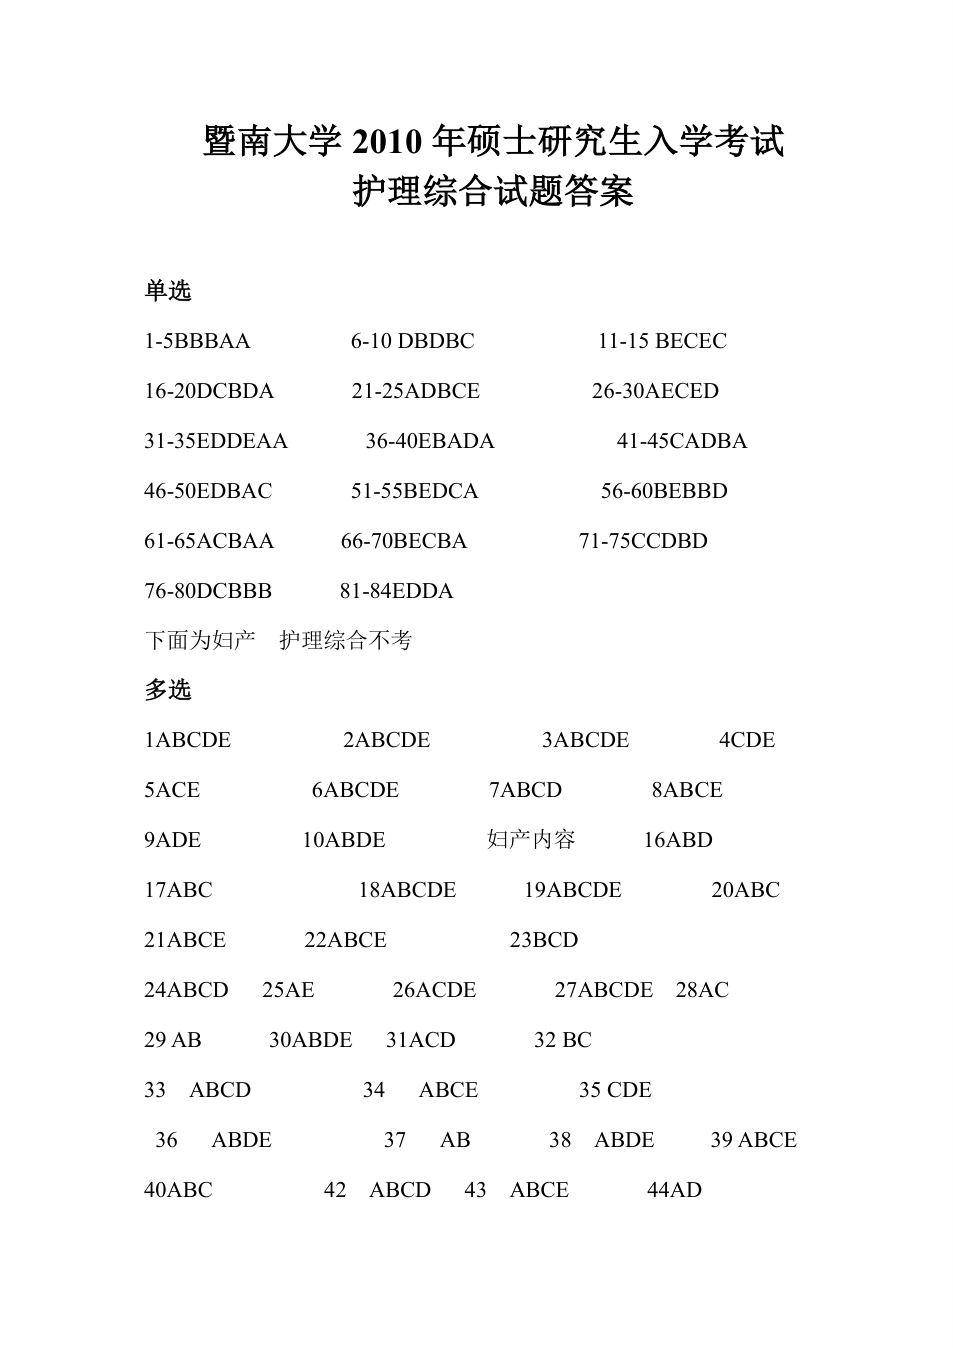 暨南大学 2010 年硕士研究生入学考试
护理综合试题答案
单选
1-5BBBAA 6-10 DBDBC 11-15 BECEC
16-20DCBDA 21-25ADBCE 26-30AECED
31-35EDDEAA 36-40EBADA 41-45CADBA
46-50EDBAC 51-55BEDCA 56-60BEBBD
61-65ACBAA 66-70BECBA 71-75CCDBD
76-80DCBBB 81-84EDDA
下面为妇产 护理综合不考
多选
1ABCDE 2ABCDE 3ABCDE 4CDE
5ACE 6ABCDE 7ABCD 8ABCE
9ADE 10ABDE 妇产内容 16ABD
17ABC 18ABCDE 19ABCDE 20ABC
21ABCE 22ABCE 23BCD
24ABCD 25AE 26ACDE 27ABCDE 28AC
29 AB 30ABDE 31ACD 32 BC
33 ABCD 34 ABCE 35 CDE
36 ABDE 37 AB 38 ABDE 39 ABCE
40ABC 42 ABCD 43 ABCE 44AD